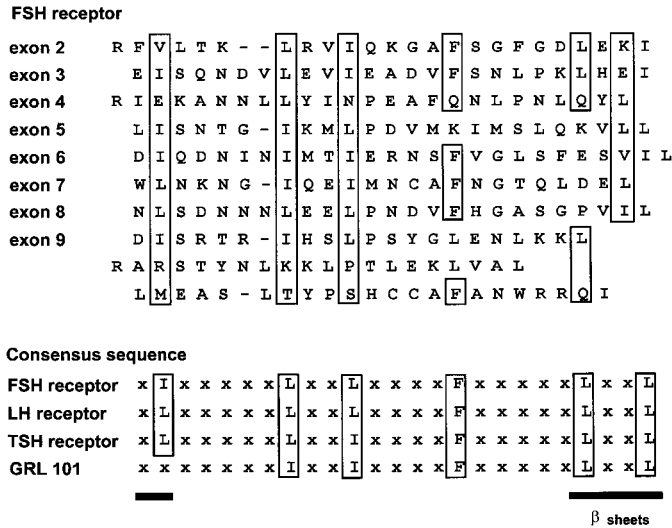 FSH receptor
exon 2 R F V L T K - - L R V I Q K G A F S G F G D L E K I
exon 3 E I S Q N D V L E V I E A D V F S N L P K L H E I
exon 4 R I E K A N N L L Y I N P E A F Q N L P N L Q Y L
exon 5 L I S N T G - I K M L P D V M K I M S L Q K V L L
exon 6 D I Q D N I N I M T I E R N S F V G L S F E S V I L
exon 7 W L N K N G - I Q E I M N C A F N G T Q L D E L
exon 8 N L S D N N N L E E L P N D V F H G A S G P V I L
exon 9 D I S R T R - I H S L P S Y G L E N L K K L
R A R S T Y N L K K L P T L E K L V A L
L M E A S - L T Y P S H C C A F A N W R R Q I
Consensus sequence
FSH receptor x I x x x x x L x x L x x x x F x x x x x L x x L
LH receptor x L x x x x x L x x L x x x x F x x x x x L x x L
TSH receptor x L x x x x x L x x I x x x x F x x x x x L x x L
GRL 101 x x x x x x x I x x I x x x x F x x x x x L x x L
β sheets